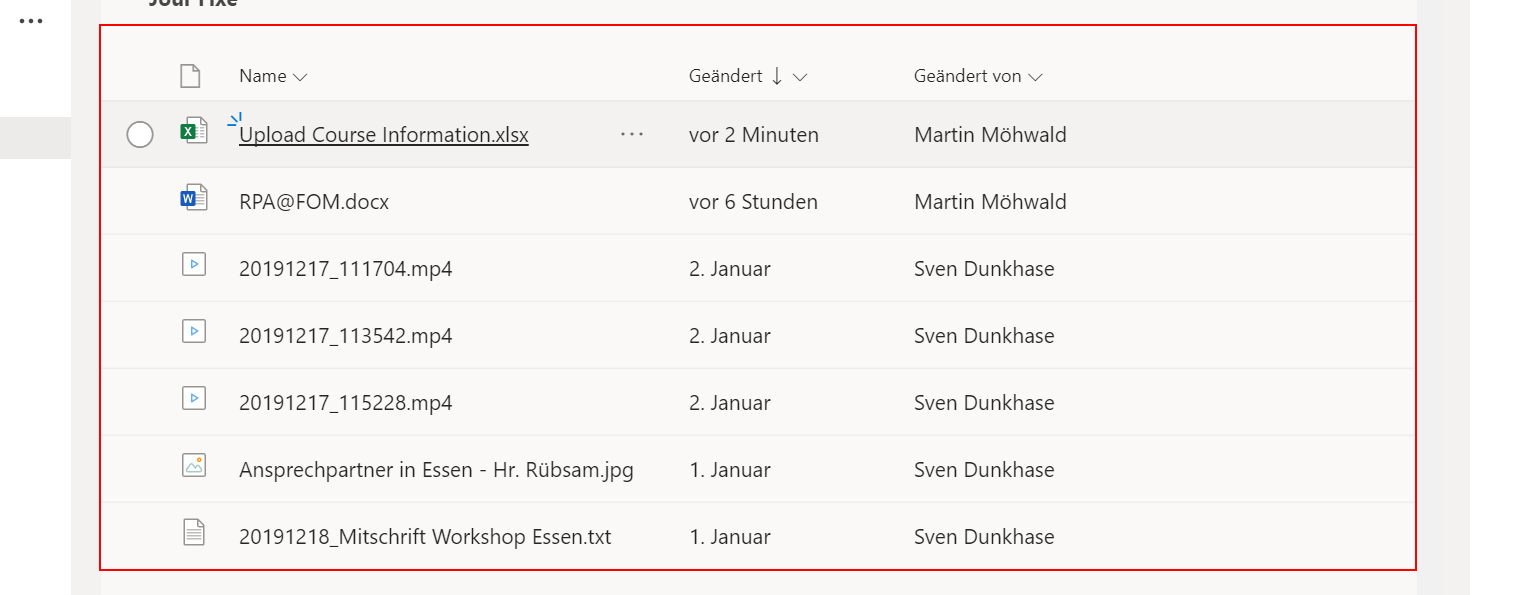 Jour Fixe
Name Geändert Geändert von
Upload Course Information.xlsx vor 2 Minuten Martin Möhwald
RPA@FOM.docx vor 6 Stunden Martin Möhwald
20191217_111704.mp4 2. Januar Sven Dunkhase
20191217_113542.mp4 2. Januar Sven Dunkhase
20191217_115228.mp4 2. Januar Sven Dunkhase
Ansprechpartner in Essen - Hr. Rübsam.jpg 1. Januar Sven Dunkhase
20191218_Mitschrift Workshop Essen.txt 1. Januar Sven Dunkhase